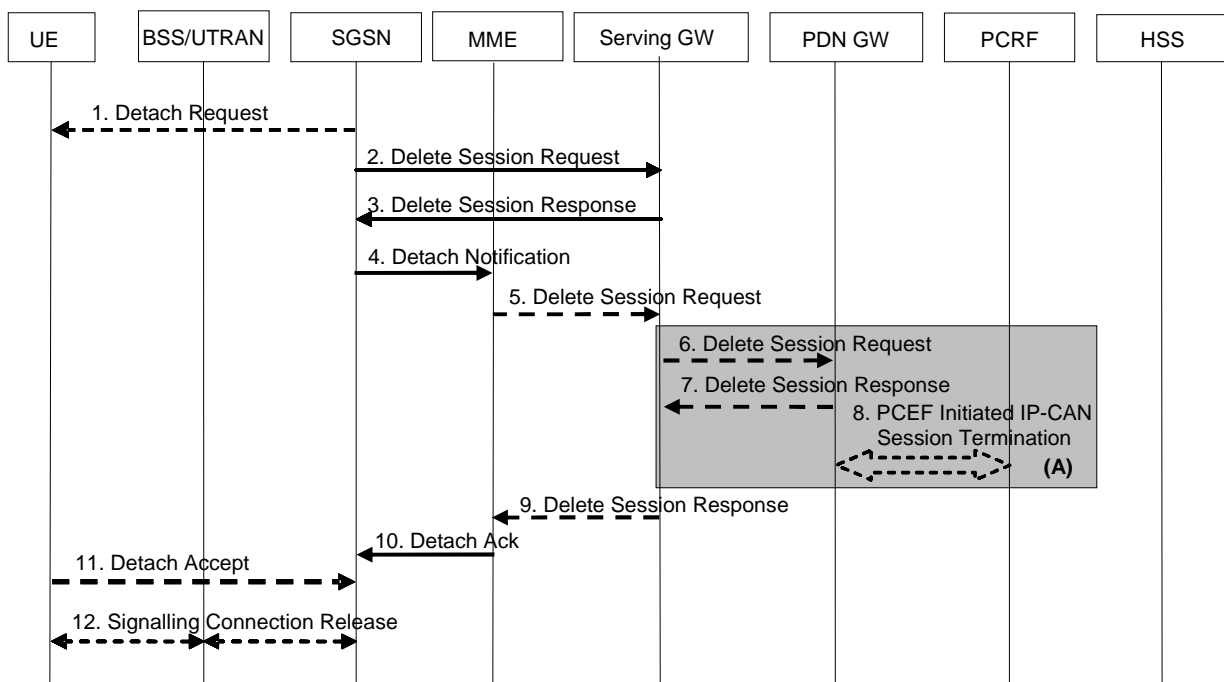 UE
BSS/UTRAN
SGSN
MME
Serving GW
PDN GW
PCRF
HSS
1. Detach Request
2. Delete Session Request
3. Delete Session Response
4. Detach Notification
5. Delete Session Request
6. Delete Session Request
7. Delete Session Response
8. PCEF Initiated IP-CAN
Session Termination
(A)
9. Delete Session Response
10. Detach Ack
11. Detach Accept
12. Signalling Connection Release